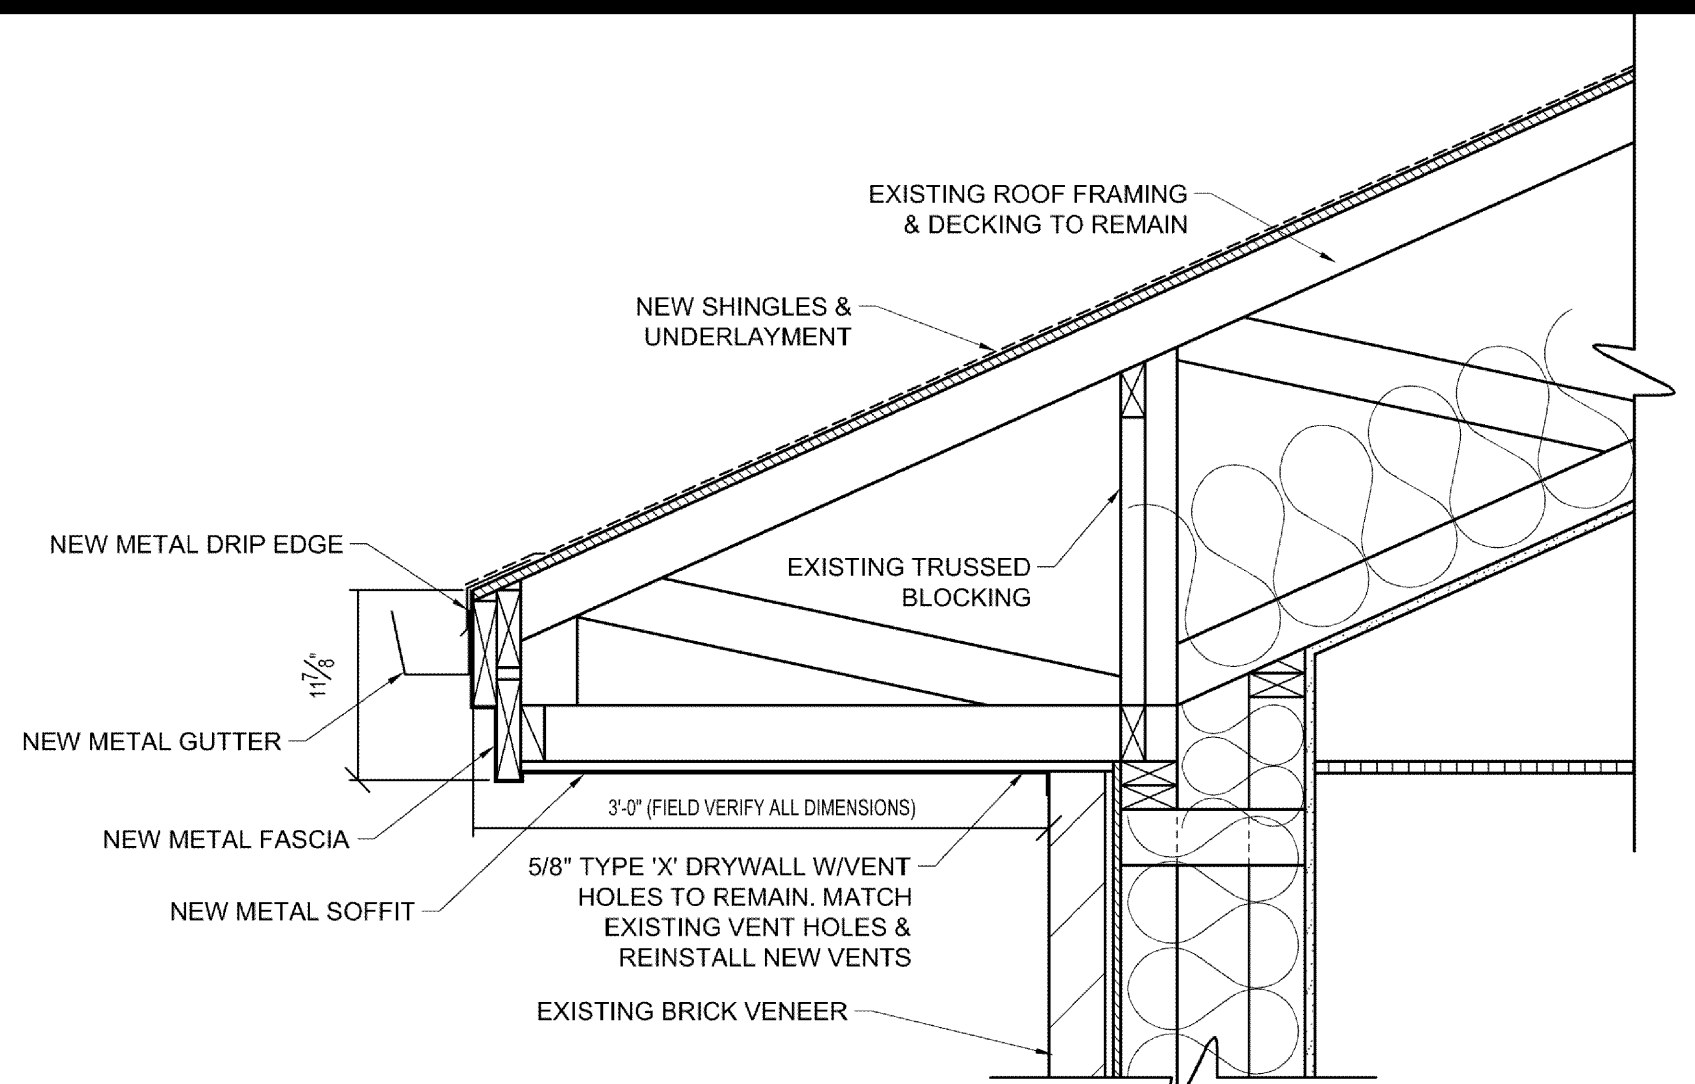 EXISTING ROOF FRAMING
& DECKING TO REMAIN
NEW SHINGLES &
UNDERLAYMENT
NEW METAL DRIP EDGE
EXISTING TRUSSED
BLOCKING
11 7/8"
NEW METAL GUTTER
3'-0" (FIELD VERIFY ALL DIMENSIONS)
NEW METAL FASCIA
5/8" TYPE 'X' DRYWALL W/VENT
HOLES TO REMAIN. MATCH
EXISTING VENT HOLES &
REINSTALL NEW VENTS
NEW METAL SOFFIT
EXISTING BRICK VENEER